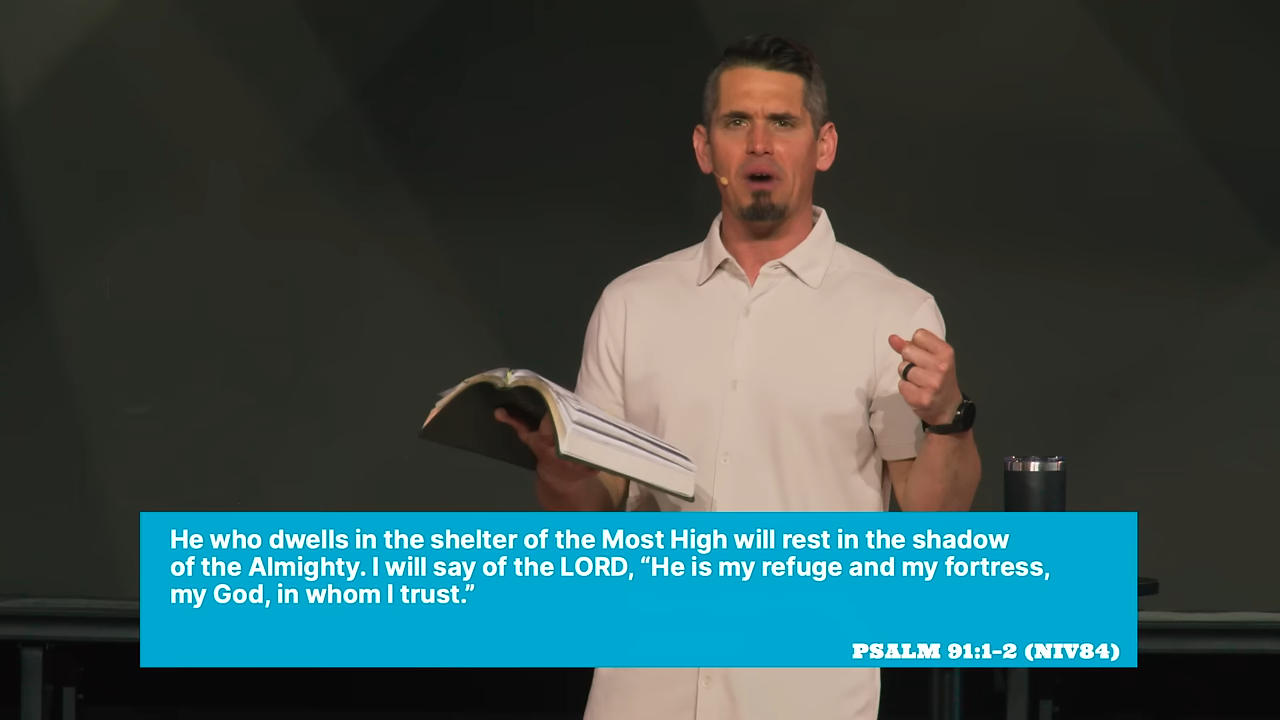 He who dwells in the shelter of the Most High will rest in the shadow
of the Almighty. I will say of the LORD, “He is my refuge and my fortress,
my God, in whom I trust.”
PSALM 91:1-2 (NIV84)